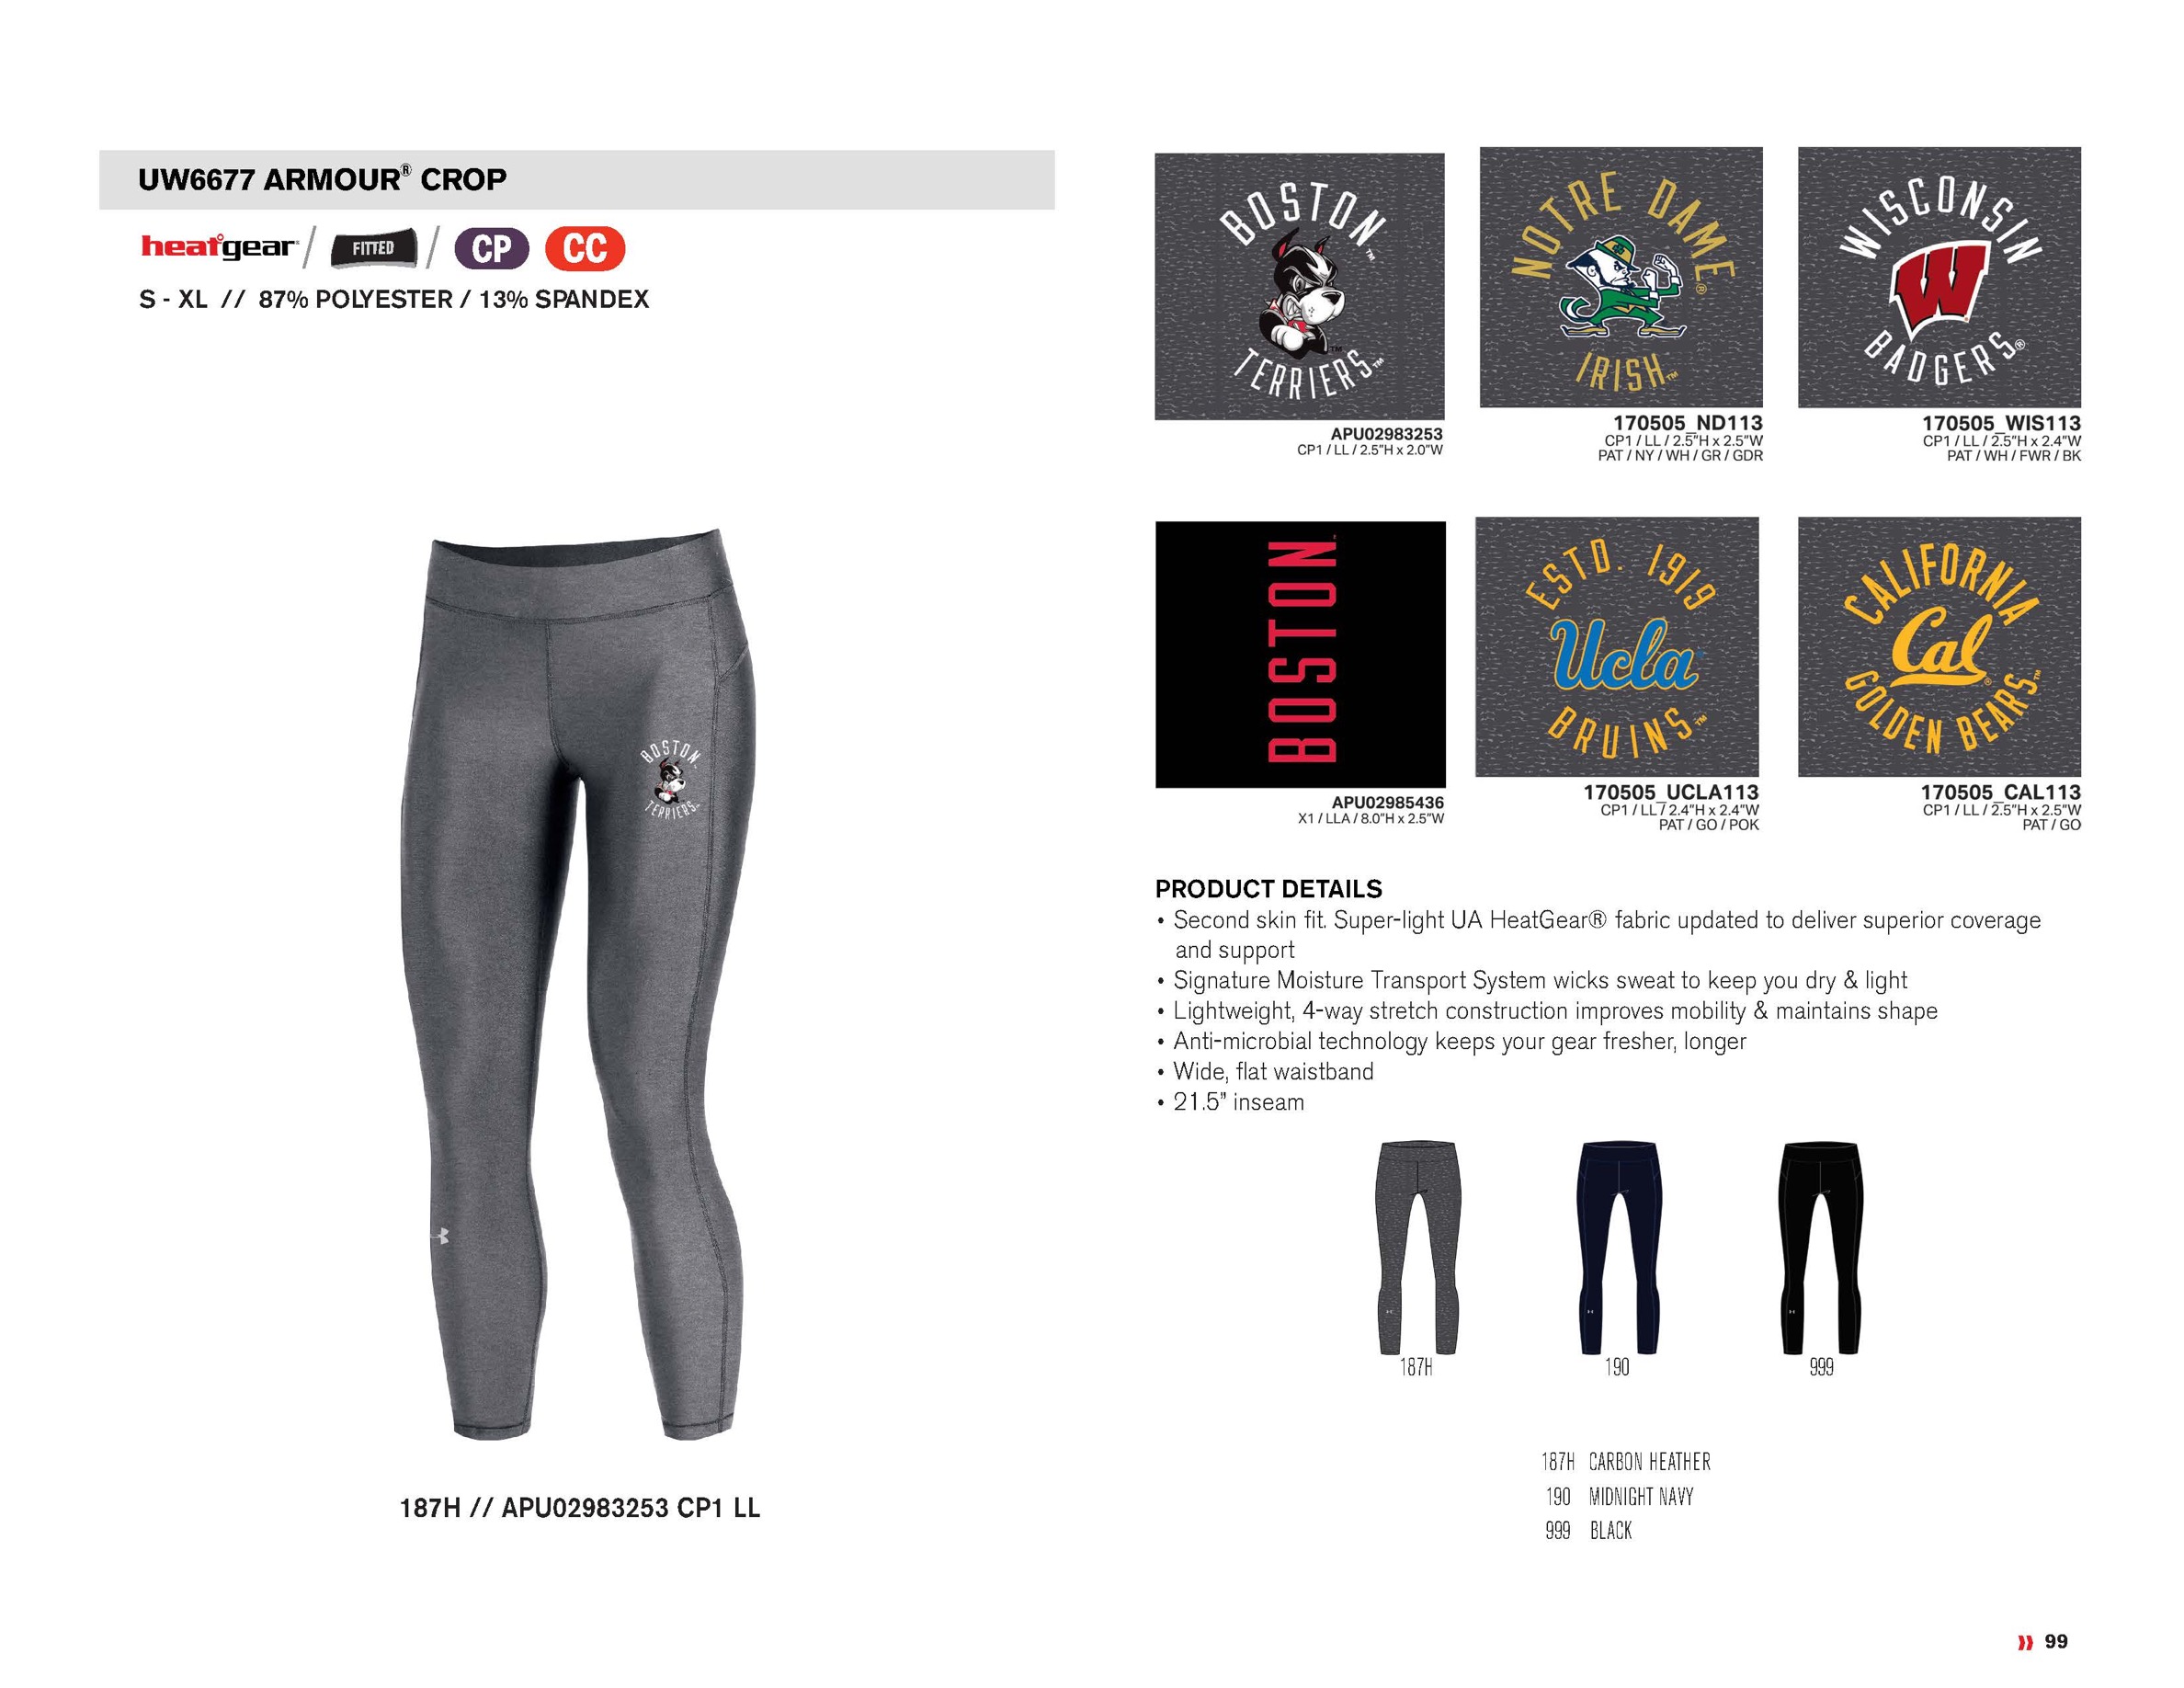 UW6677 ARMOUR® CROP
heatgear® / FITTED / CP CC
S - XL // 87% POLYESTER / 13% SPANDEX
BOSTON™
TERRIERS™
187H // APU02983253 CP1 LL
BOSTON™
TERRIERS™
APU02983253
CP1 / LL / 2.5"H x 2.0"W
NOTRE DAME®
IRISH™
170505_ND113
CP1 / LL / 2.5"H x 2.5"W
PAT / NY / WH / GR / GDR
WISCONSIN
W
BADGERS®
170505_WIS113
CP1 / LL / 2.5"H x 2.4"W
PAT / WH / FWR / BK
BOSTON™
APU02985436
X1 / LLA / 8.0"H x 2.5"W
ESTD. 1919
Ucla
BRUINS™
170505_UCLA113
CP1 / LL / 2.4"H x 2.4"W
PAT / GO / POK
CALIFORNIA
Cal®
GOLDEN BEARS™
170505_CAL113
CP1 / LL / 2.5"H x 2.5"W
PAT / GO
PRODUCT DETAILS
• Second skin fit. Super-light UA HeatGear® fabric updated to deliver superior coverage
and support
• Signature Moisture Transport System wicks sweat to keep you dry & light
• Lightweight, 4-way stretch construction improves mobility & maintains shape
• Anti-microbial technology keeps your gear fresher, longer
• Wide, flat waistband
• 21.5" inseam
187H 190 999
187H CARBON HEATHER
190 MIDNIGHT NAVY
999 BLACK
99